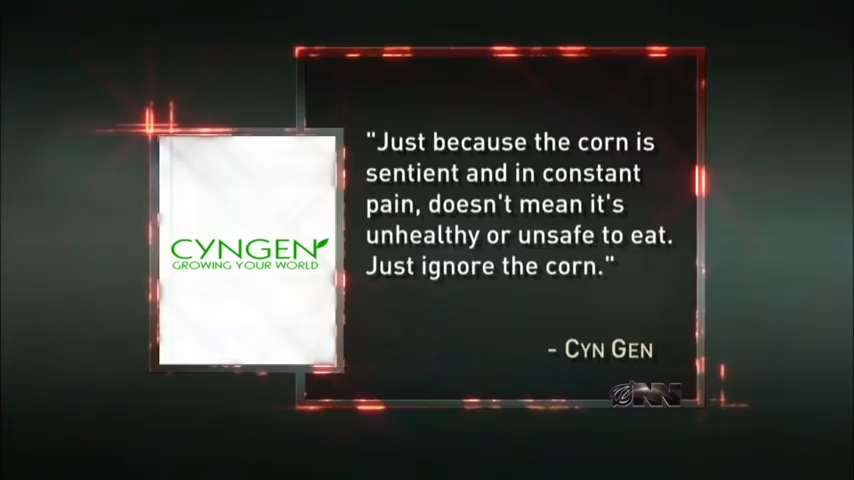 "Just because the corn is
sentient and in constant
pain, doesn't mean it's
unhealthy or unsafe to eat.
Just ignore the corn."
- CYN GEN
CYNGEN
GROWING YOUR WORLD
ONN